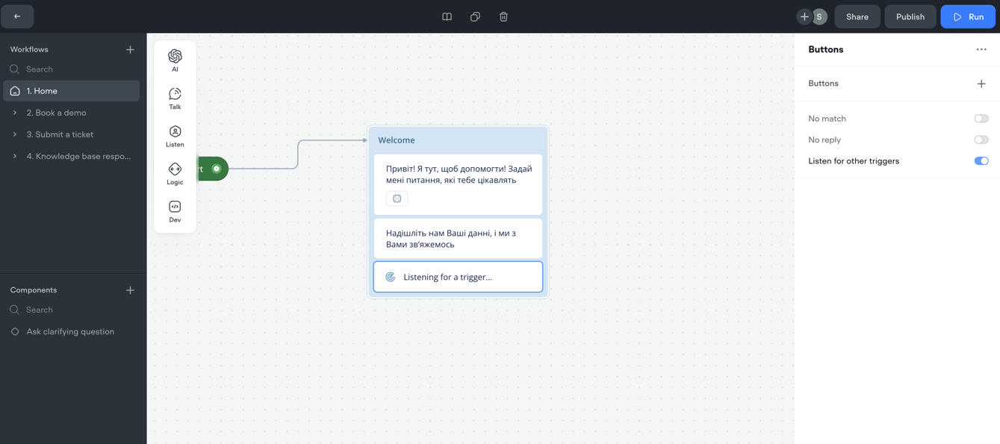 S
Share
Publish
Run
Workflows
Search
1. Home
2. Book a demo
3. Submit a ticket
4. Knowledge base respo...
Components
Search
Ask clarifying question
AI
Talk
Listen
Logic
Dev
t
Welcome
Привіт! Я тут, щоб допомогти! Задай
мені питання, які тебе цікавлять
Надішліть нам Ваші данні, і ми з
Вами зв’яжемось
Listening for a trigger...
Buttons
Buttons
No match
No reply
Listen for other triggers